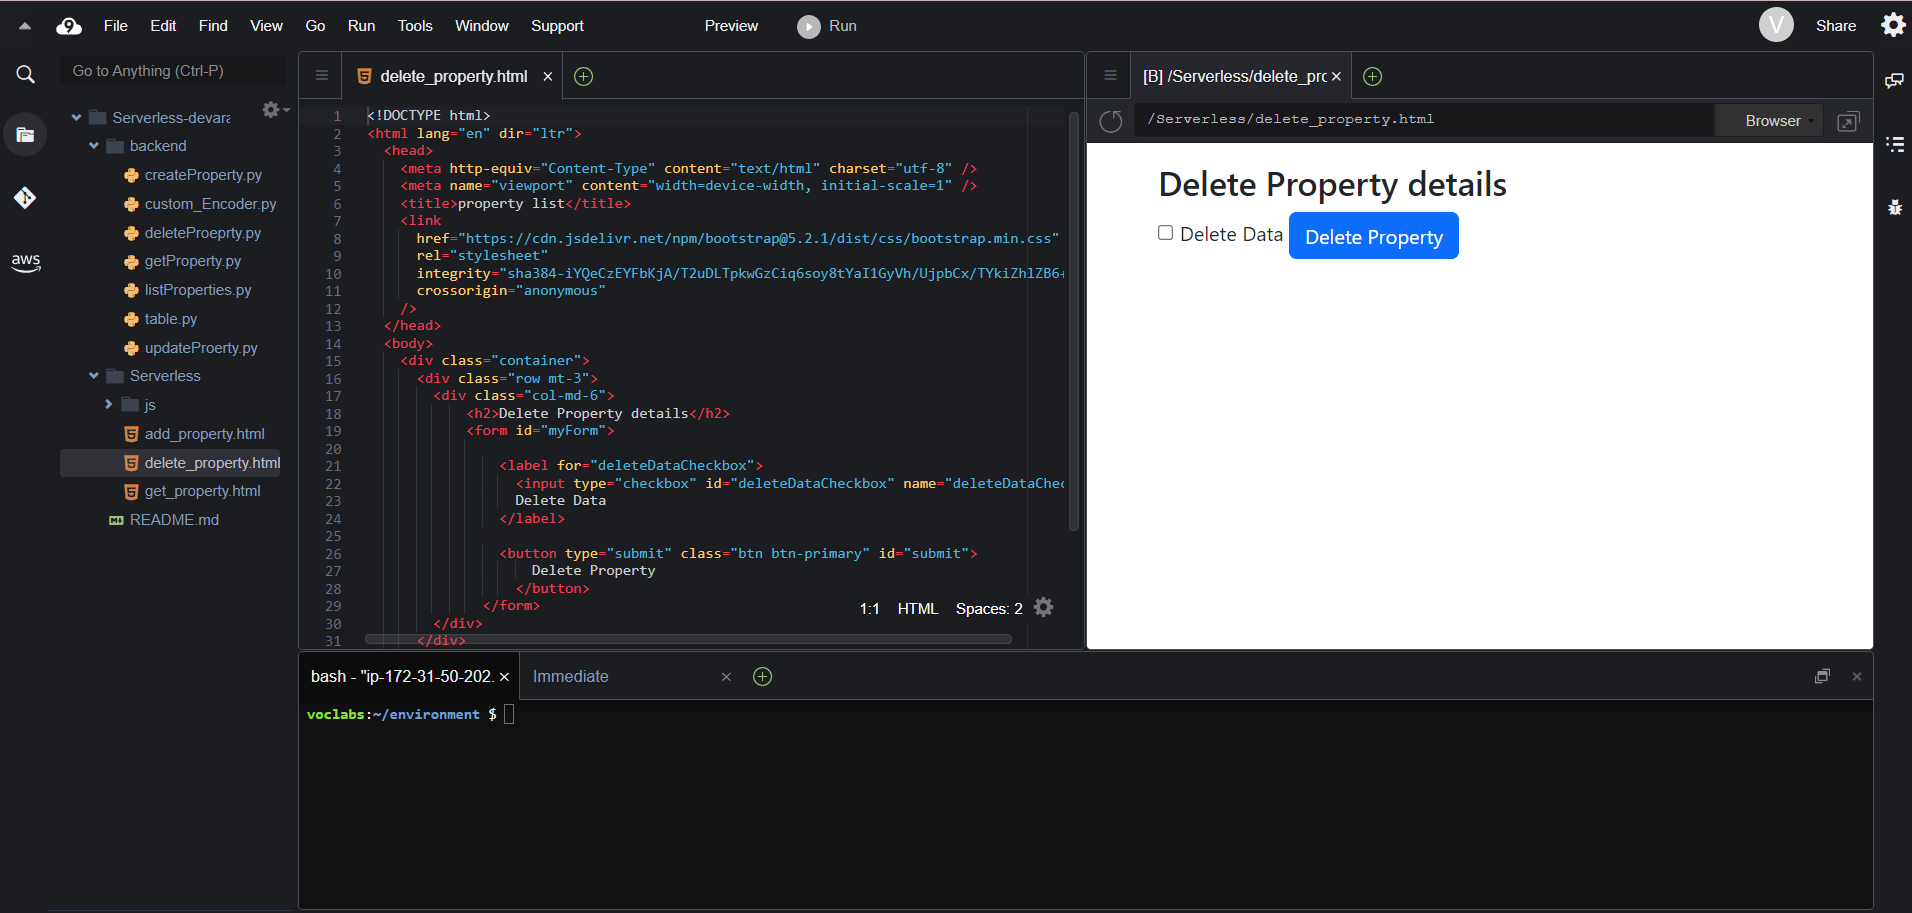 File Edit Find View Go Run Tools Window Support Preview Run V Share
Go to Anything (Ctrl-P)
Serverless-devara
backend
createProperty.py
custom_Encoder.py
deleteProeprty.py
getProperty.py
listProperties.py
table.py
updateProerty.py
Serverless
js
add_property.html
delete_property.html
get_property.html
README.md
aws
delete_property.html
1 <!DOCTYPE html>
2 <html lang="en" dir="ltr">
3 <head>
4 <meta http-equiv="Content-Type" content="text/html" charset="utf-8" />
5 <meta name="viewport" content="width=device-width, initial-scale=1" />
6 <title>property list</title>
7 <link
8 href="https://cdn.jsdelivr.net/npm/bootstrap@5.2.1/dist/css/bootstrap.min.css"
9 rel="stylesheet"
10 integrity="sha384-iYQeCzEYFbKjA/T2uDLTpkwGzCiq6soy8tYaI1GyVh/UjpbCx/TYkiZhlZB6+
11 crossorigin="anonymous"
12 />
13 </head>
14 <body>
15 <div class="container">
16 <div class="row mt-3">
17 <div class="col-md-6">
18 <h2>Delete Property details</h2>
19 <form id="myForm">
20
21 <label for="deleteDataCheckbox">
22 <input type="checkbox" id="deleteDataCheckbox" name="deleteDataChec
23 Delete Data
24 </label>
25
26 <button type="submit" class="btn btn-primary" id="submit">
27 Delete Property
28 </button>
29 </form>
30 </div>
31 </div>
1:1 HTML Spaces: 2
[B] /Serverless/delete_prc
/Serverless/delete_property.html Browser
Delete Property details
Delete Data Delete Property
bash - "ip-172-31-50-202. Immediate
voclabs:~/environment $